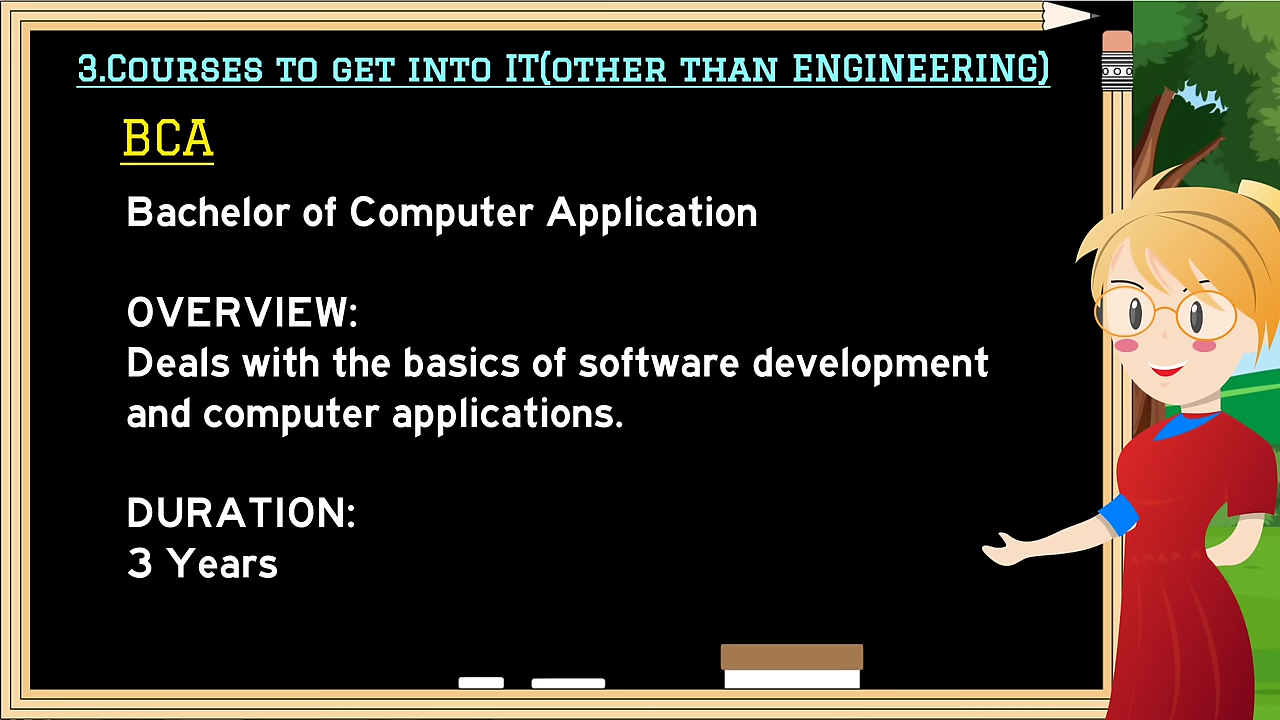 3.Courses to get into IT(other than ENGINEERING)
BCA
Bachelor of Computer Application
OVERVIEW:
Deals with the basics of software development
and computer applications.
DURATION:
3 Years